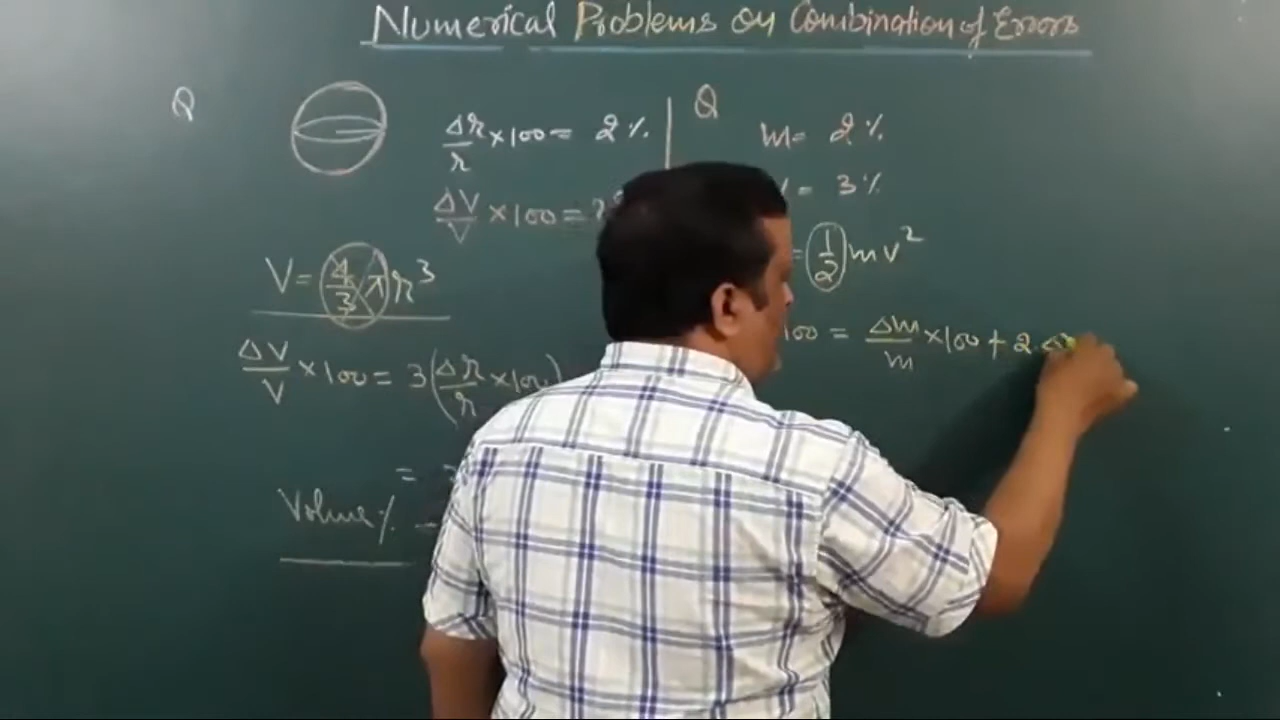 Numerical Problems on Combination of Errors
Q
Δr/r ×100 = 2 %
ΔV/V ×100 =
V = 4/3 π r³
ΔV/V ×100 = 3(Δr/r ×100)
=
Volume %
Q
m = 2 %
= 3 %
= 1/2 m v²
100 = Δm/m ×100 + 2